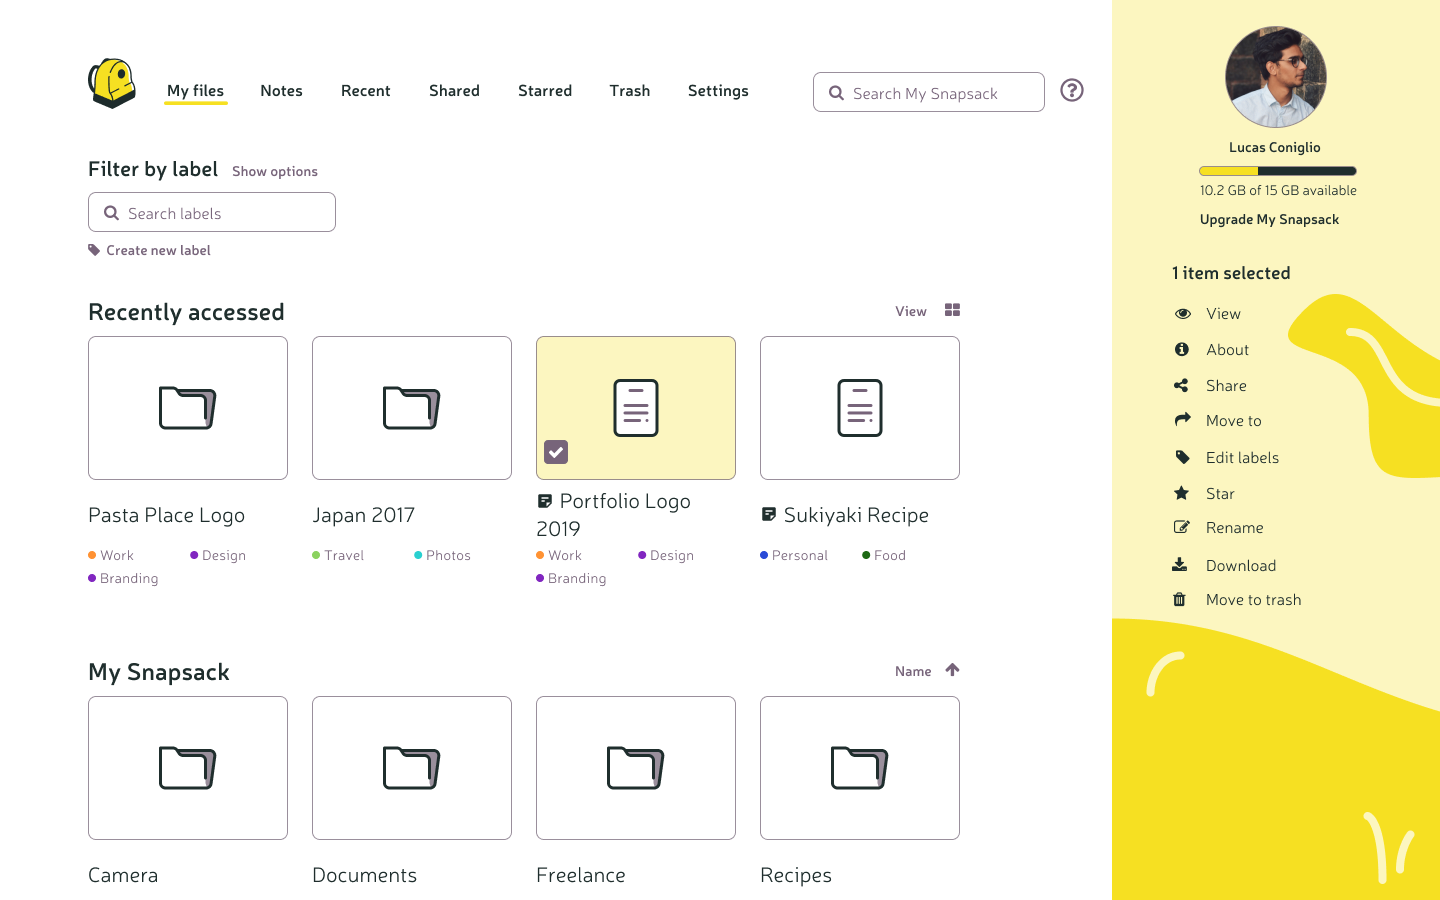 My files
Notes
Recent
Shared
Starred
Trash
Settings
Search My Snapsack
Filter by label
Show options
Search labels
Create new label
Recently accessed
View
Pasta Place Logo
Work
Design
Branding
Japan 2017
Travel
Photos
Portfolio Logo
2019
Work
Design
Branding
Sukiyaki Recipe
Personal
Food
My Snapsack
Name
Camera
Documents
Freelance
Recipes
Lucas Coniglio
10.2 GB of 15 GB available
Upgrade My Snapsack
1 item selected
View
About
Share
Move to
Edit labels
Star
Rename
Download
Move to trash